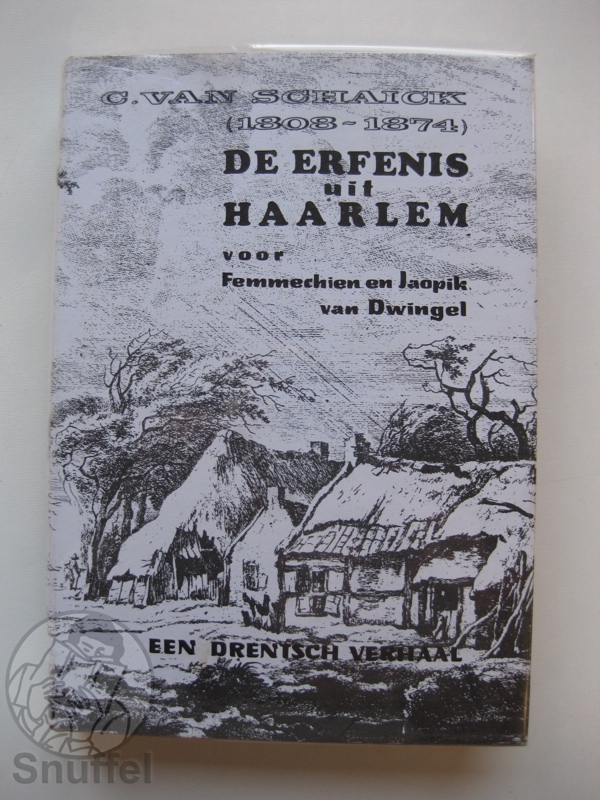 C. VAN SCHAICK
(1808-1874)
DE ERFENIS
uit
HAARLEM
voor
Femmechien en Jaopik
van Dwingel
EEN DRENTSCH VERHAAL
Snuffel